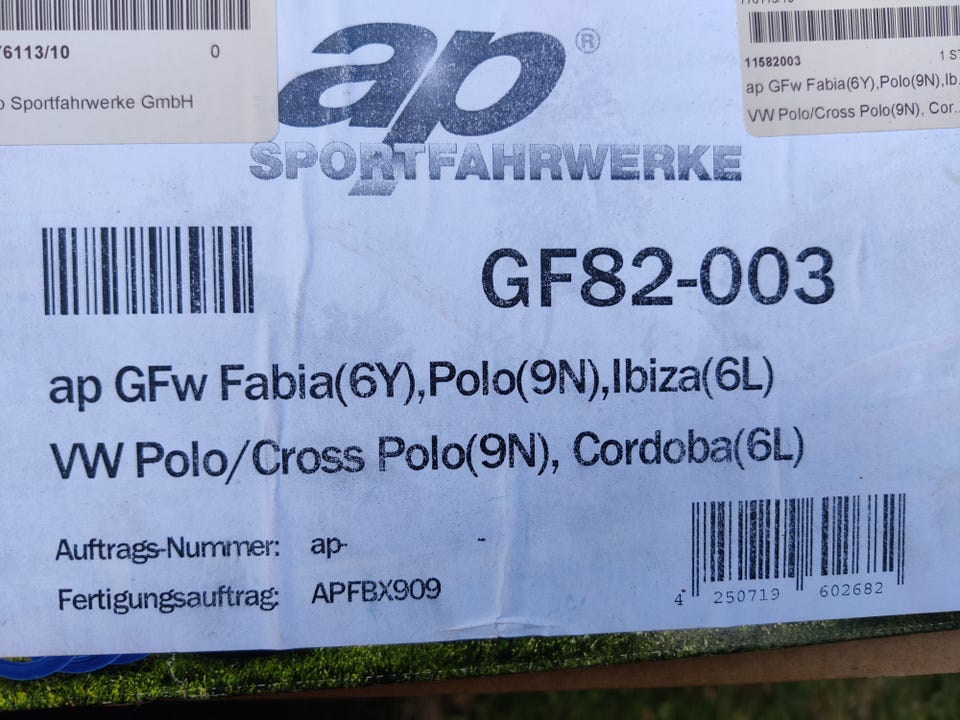 76113/10 0
Sportfahrwerke GmbH
ap®
SPORTFAHRWERKE
11582003
ap GFw Fabia(6Y),Polo(9N),Ib..
VW Polo/Cross Polo(9N), Cor..
GF82-003
ap GFw Fabia(6Y),Polo(9N),Ibiza(6L)
VW Polo/Cross Polo(9N), Cordoba(6L)
Auftrags-Nummer: ap- -
Fertigungsauftrag: APFBX909
4 250719 602682